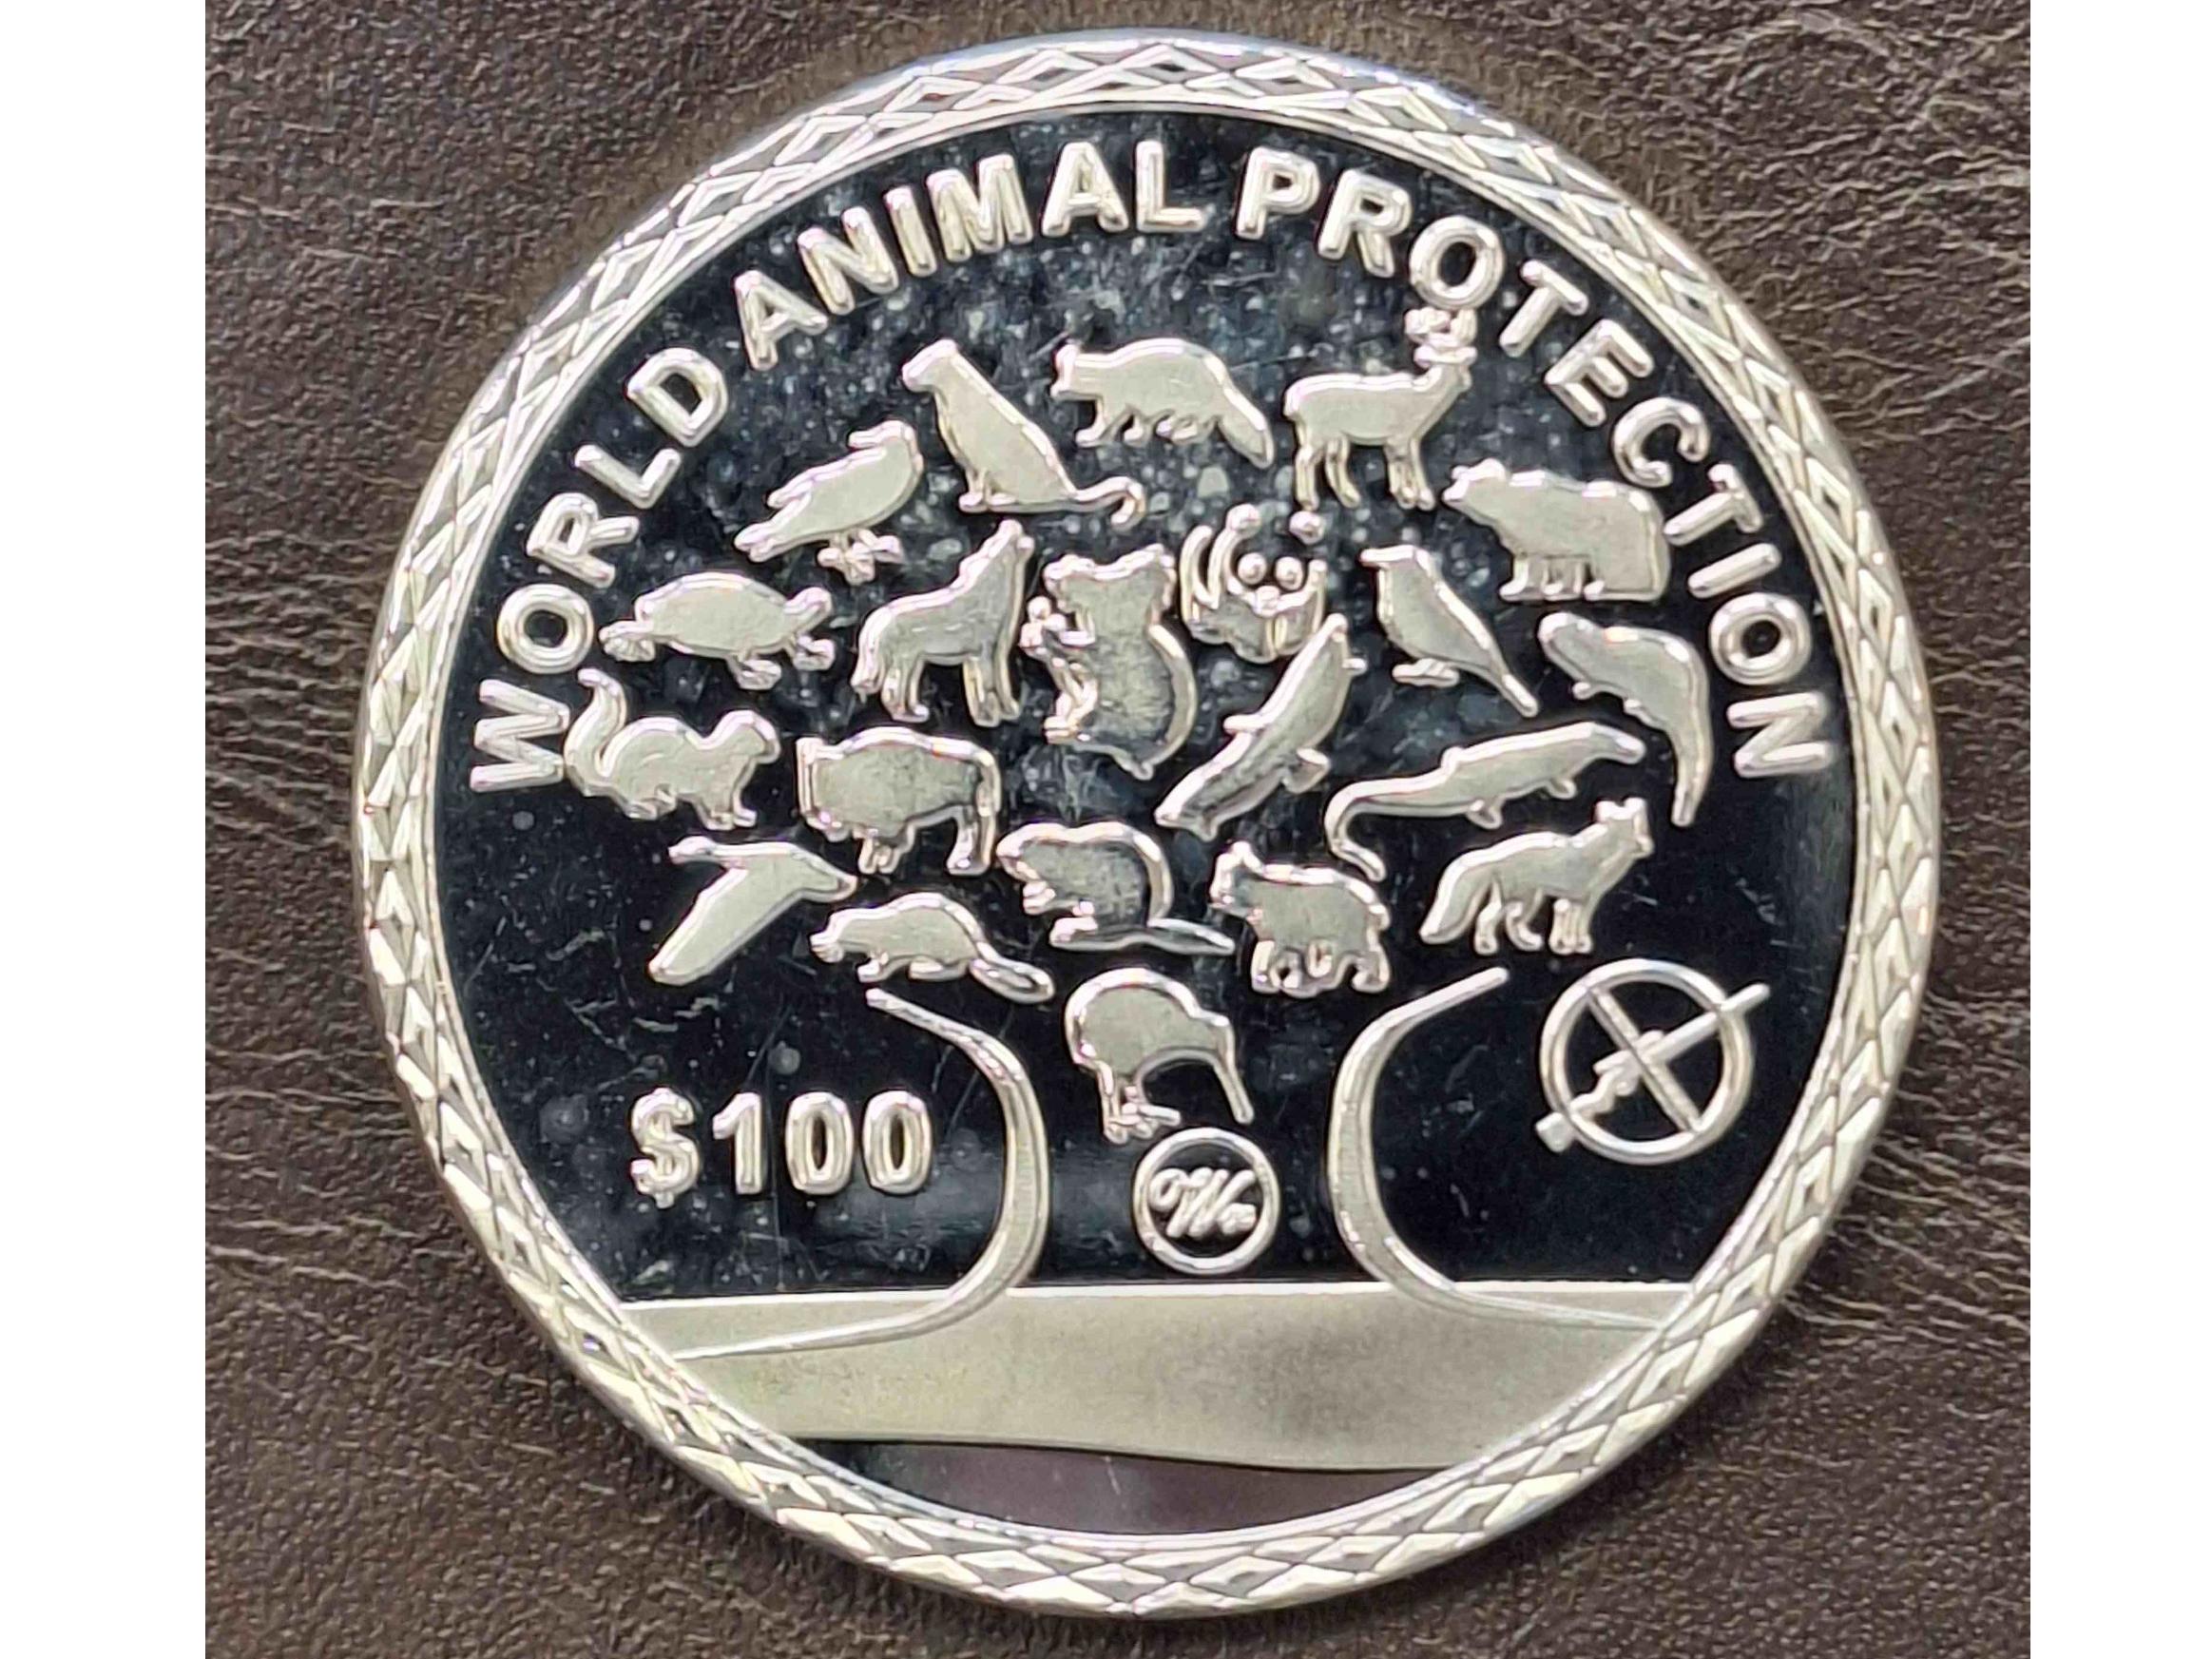 WORLD ANIMAL PROTECTION
$100